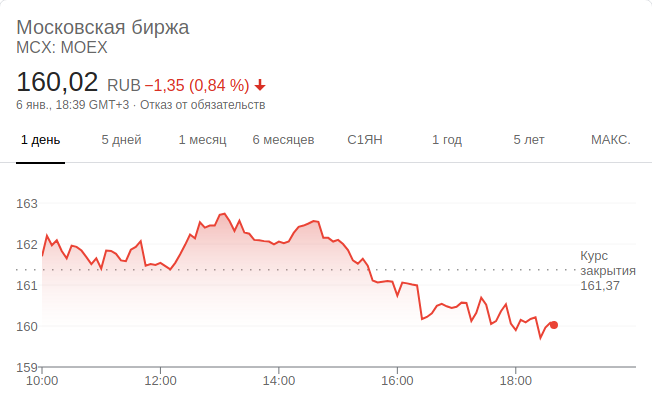 Московская биржа
MCX: MOEX
160,02 RUB −1,35 (0,84 %)
6 янв., 18:39 GMT+3 · Отказ от обязательств
1 день 5 дней 1 месяц 6 месяцев С1ЯН 1 год 5 лет МАКС.
163
162
Курс
закрытия
161,37
161
160
159
10:00 12:00 14:00 16:00 18:00